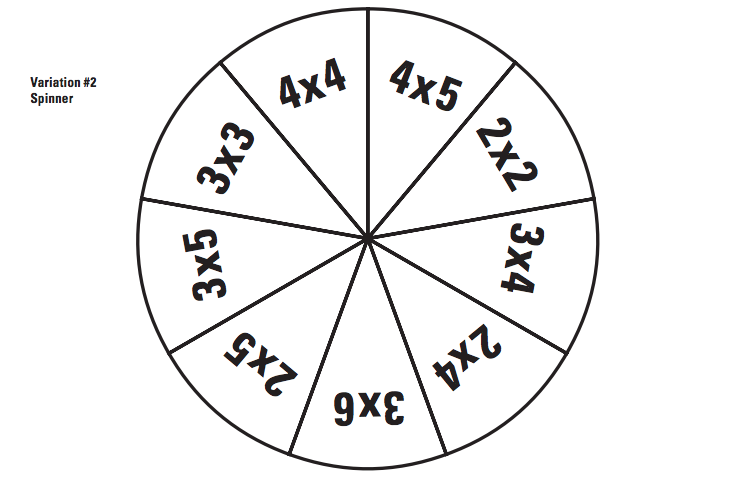 Variation #2
Spinner
4x4
4x5
2x2
3x4
2x4
3x6
2x5
3x5
3x3